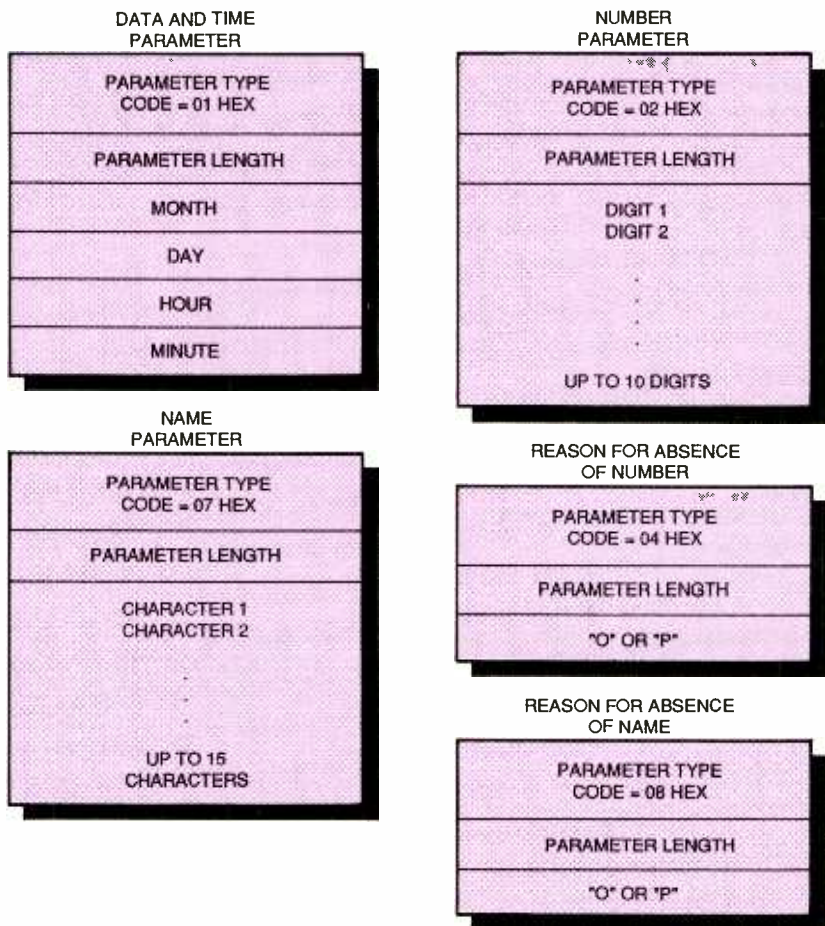 DATA AND TIME
PARAMETER
PARAMETER TYPE
CODE = 01 HEX
PARAMETER LENGTH
MONTH
DAY
HOUR
MINUTE
NUMBER
PARAMETER
PARAMETER TYPE
CODE = 02 HEX
PARAMETER LENGTH
DIGIT 1
DIGIT 2
.
.
.
.
UP TO 10 DIGITS
NAME
PARAMETER
PARAMETER TYPE
CODE = 07 HEX
PARAMETER LENGTH
CHARACTER 1
CHARACTER 2
.
.
.
UP TO 15
CHARACTERS
REASON FOR ABSENCE
OF NUMBER
PARAMETER TYPE
CODE = 04 HEX
PARAMETER LENGTH
"O" OR "P"
REASON FOR ABSENCE
OF NAME
PARAMETER TYPE
CODE = 08 HEX
PARAMETER LENGTH
"O" OR "P"